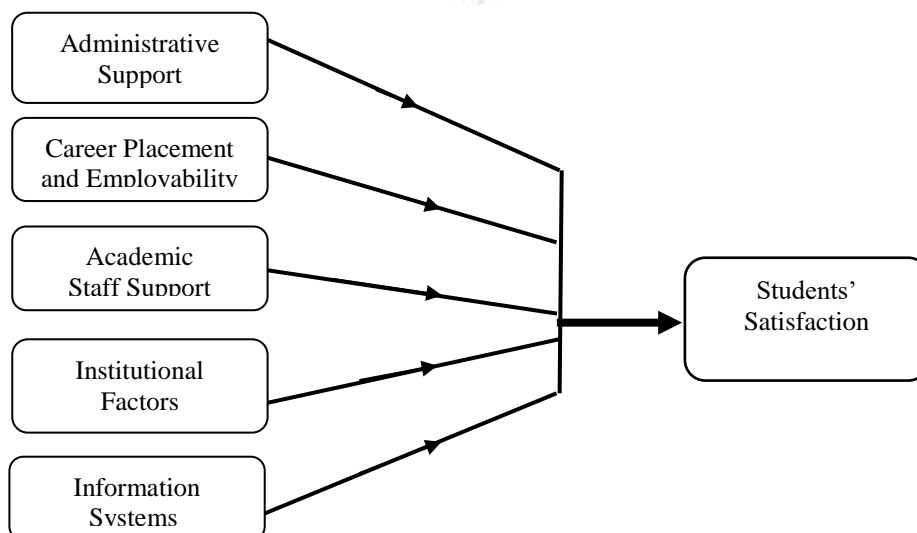 Administrative
Support
Career Placement
and Employability
Academic
Staff Support
Institutional
Factors
Information
Systems
Students’
Satisfaction